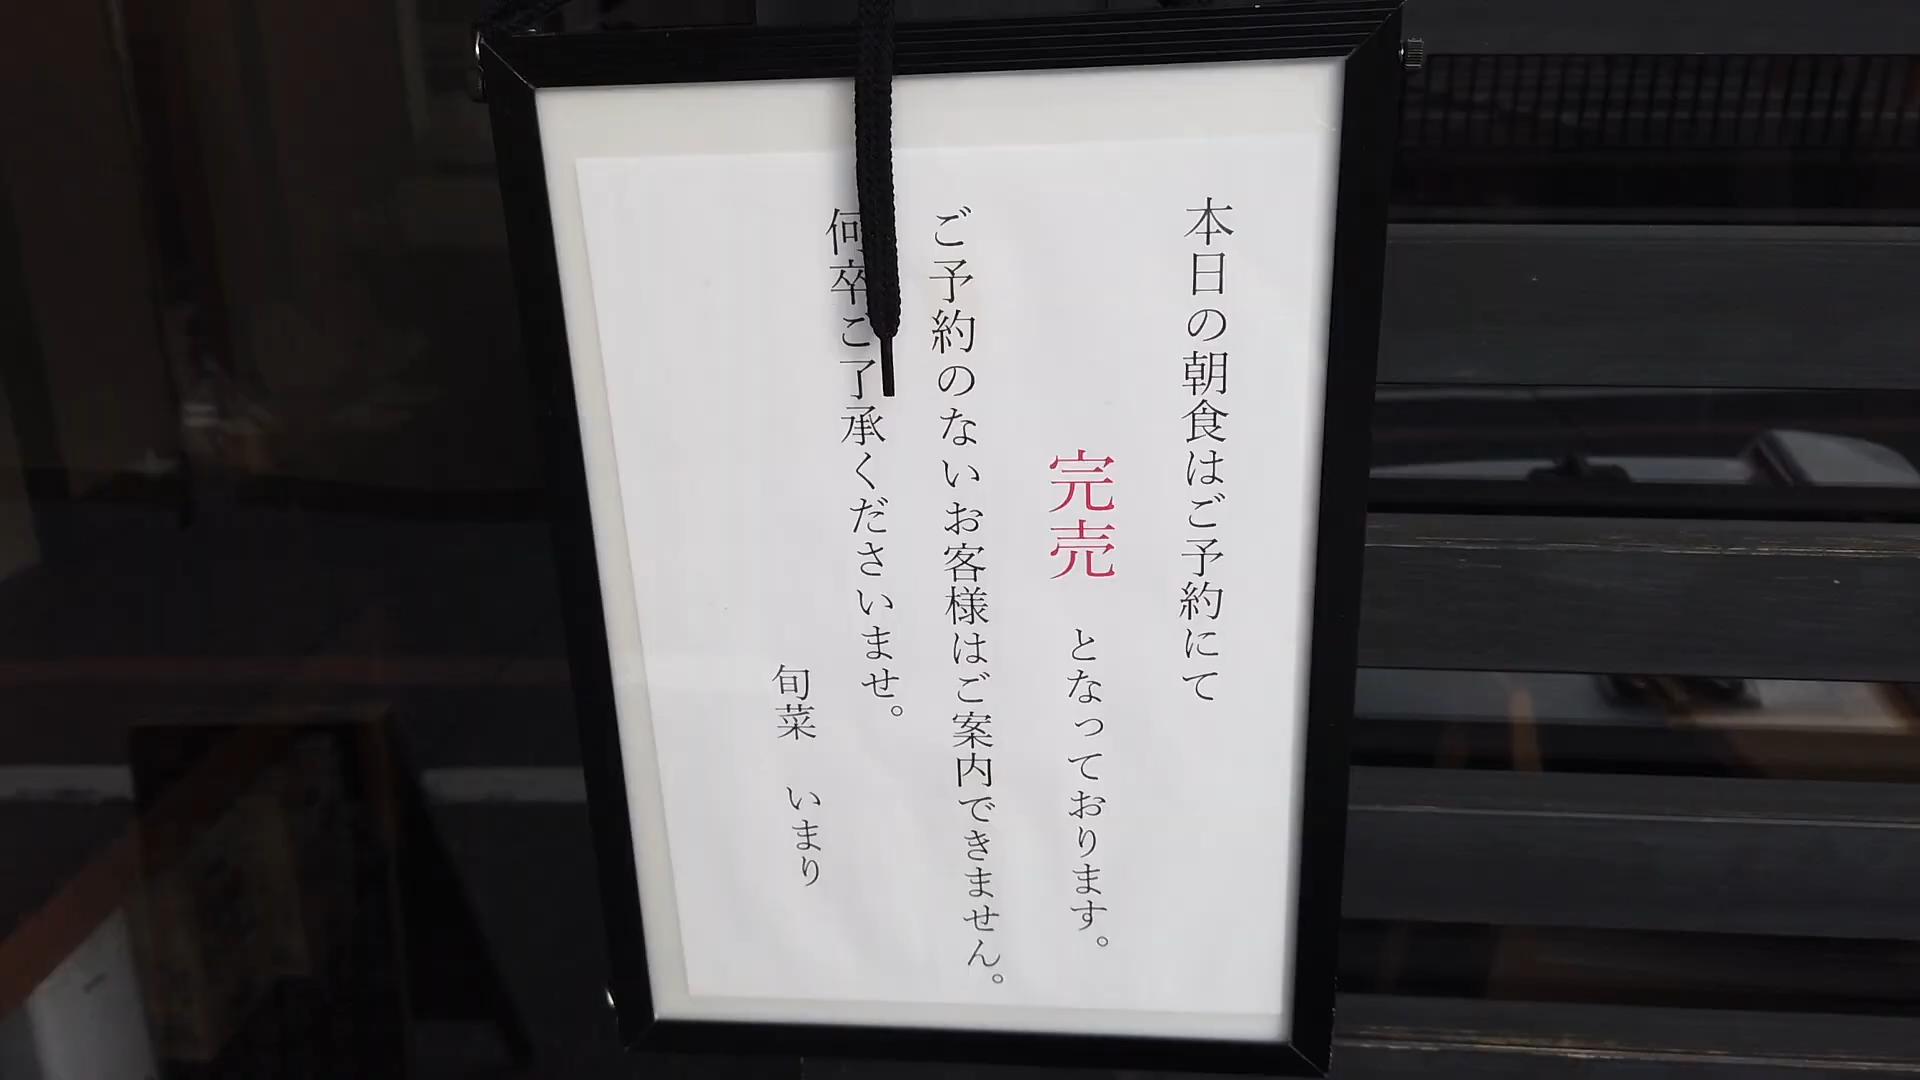 本日の朝食はご予約にて
完売 となっております。
ご予約のないお客様はご案内できません。
何卒ご了承くださいませ。
旬菜 いまり